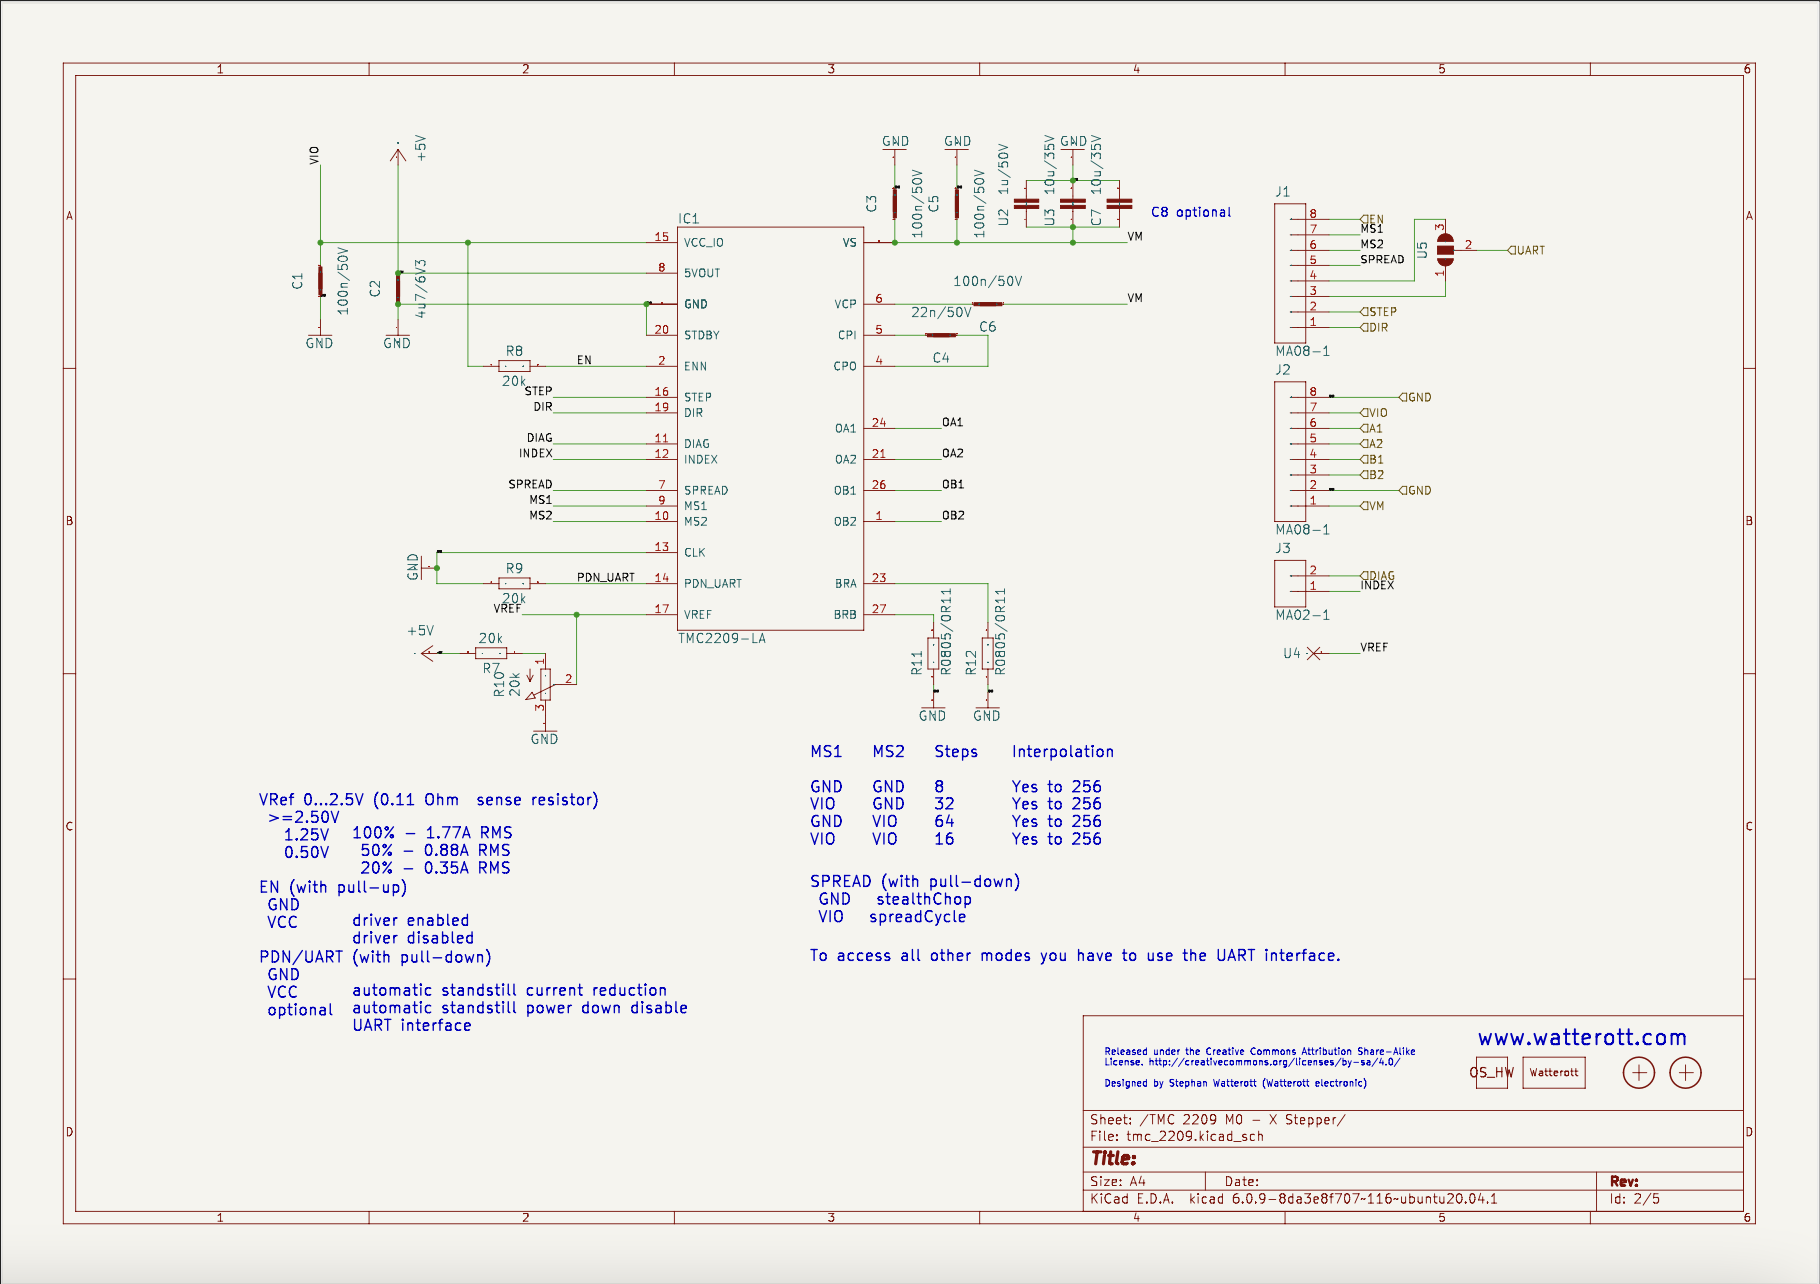 1 2 3 4 5 6
A
B
C
D
VIO
+5V
C1
100n/50V
GND
C2
4u7/6V3
GND
R8
20k
EN
STEP
DIR
DIAG
INDEX
SPREAD
MS1
MS2
GND
R9
20k
PDN_UART
VREF
+5V
20k
R7
R10
20k
1
2
3
GND
IC1
15 VCC_IO
8 5VOUT
GND
20 STDBY
2 ENN
16 STEP
19 DIR
11 DIAG
12 INDEX
7 SPREAD
9 MS1
10 MS2
13 CLK
14 PDN_UART
17 VREF
TMC2209-LA
VS
VCP 6
CPI 5
CPO 4
OA1 24 OA1
OA2 21 OA2
OB1 26 OB1
OB2 1 OB2
BRA 23
BRB 27
GND
C3
100n/50V
GND
C5
100n/50V
GND
U2
1u/50V
U3
10u/35V
C7
10u/35V
C8 optional
VM
100n/50V
VM
22n/50V
C6
C4
R11
R0805/0R11
GND
R12
R0805/0R11
GND
J1
8 EN
7 MS1
6 MS2
5 SPREAD
4
3
2 STEP
1 DIR
MA08-1
U5
3
2 UART
1
J2
8 GND
7 VIO
6 A1
5 A2
4 B1
3 B2
2 GND
1 VM
MA08-1
J3
2 DIAG
1 INDEX
MA02-1
U4 VREF
MS1 MS2 Steps Interpolation
GND GND 8 Yes to 256
VIO GND 32 Yes to 256
GND VIO 64 Yes to 256
VIO VIO 16 Yes to 256
SPREAD (with pull-down)
GND stealthChop
VIO spreadCycle
To access all other modes you have to use the UART interface.
VRef 0...2.5V (0.11 Ohm sense resistor)
>=2.50V
1.25V 100% - 1.77A RMS
0.50V 50% - 0.88A RMS
20% - 0.35A RMS
EN (with pull-up)
GND
VCC driver enabled
driver disabled
PDN/UART (with pull-down)
GND
VCC automatic standstill current reduction
optional automatic standstill power down disable
UART interface
www.watterott.com
Released under the Creative Commons Attribution Share-Alike
License. http://creativecommons.org/licenses/by-sa/4.0/
Designed by Stephan Watterott (Watterott electronic)
OS_HW
Watterott
Sheet: /TMC 2209 M0 - X Stepper/
File: tmc_2209.kicad_sch
Title:
Size: A4 Date: Rev:
KiCad E.D.A. kicad 6.0.9-8da3e8f707~116~ubuntu20.04.1 Id: 2/5
A
B
C
D
1 2 3 4 5 6